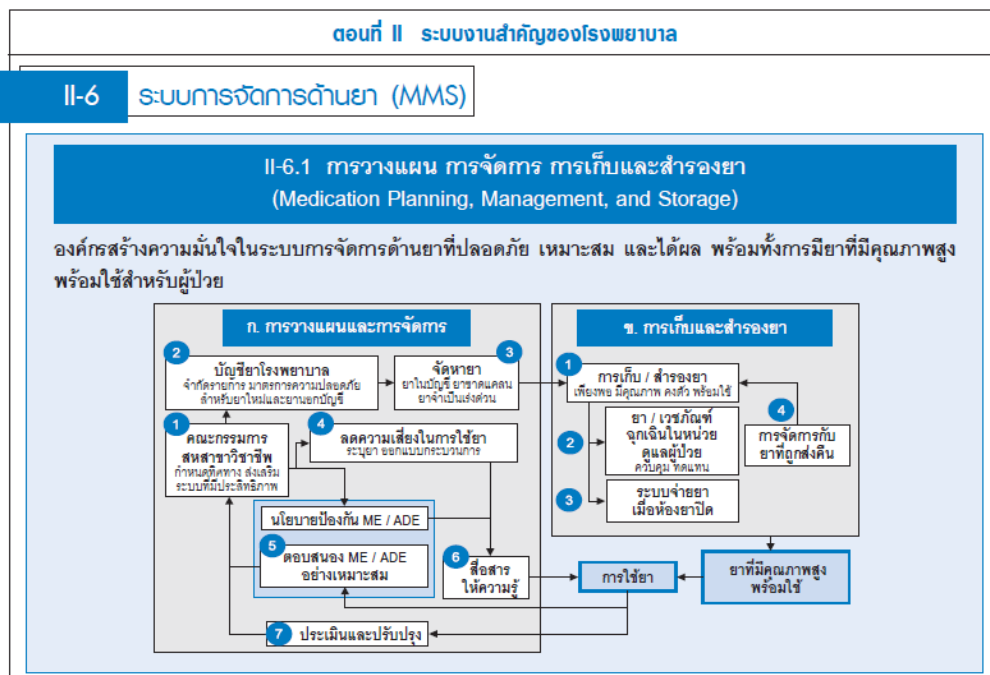 ตอนที่ II ระบบงานสำคัญของโรงพยาบาล
II-6 ระบบการจัดการด้านยา (MMS)
II-6.1 การวางแผน การจัดการ การเก็บและสำรองยา
(Medication Planning, Management, and Storage)
องค์กรสร้างความมั่นใจในระบบการจัดการด้านยาที่ปลอดภัย เหมาะสม และได้ผล พร้อมทั้งการมียาที่มีคุณภาพสูง
พร้อมใช้สำหรับผู้ป่วย
ก. การวางแผนและการจัดการ
2
บัญชียาโรงพยาบาล
จำกัดรายการ มาตรการความปลอดภัย
สำหรับยาใหม่และยานอกบัญชี
3
จัดหายา
ยาในบัญชี ยาขาดแคลน
ยาจำเป็นเร่งด่วน
1
คณะกรรมการ
สหสาขาวิชาชีพ
กำหนดทิศทาง ส่งเสริม
ระบบที่มีประสิทธิภาพ
4
ลดความเสี่ยงในการใช้ยา
ระบุยา ออกแบบกระบวนการ
นโยบายป้องกัน ME / ADE
5
ตอบสนอง ME / ADE
อย่างเหมาะสม
6
สื่อสาร
ให้ความรู้
7 ประเมินและปรับปรุง
ข. การเก็บและสำรองยา
1
การเก็บ / สำรองยา
เพียงพอ มีคุณภาพ คงตัว พร้อมใช้
2
ยา / เวชภัณฑ์
ฉุกเฉินในหน่วย
ดูแลผู้ป่วย
ควบคุม ทดแทน
3
ระบบจ่ายยา
เมื่อห้องยาปิด
4
การจัดการกับ
ยาที่ถูกส่งคืน
การใช้ยา
ยาที่มีคุณภาพสูง
พร้อมใช้